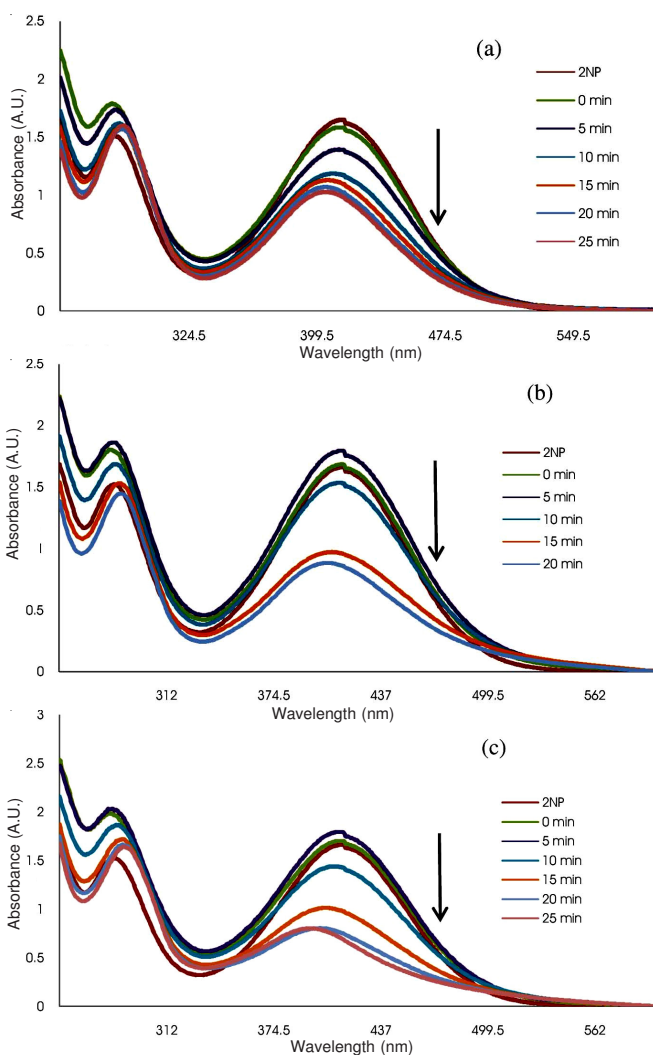 2.5
(a)
2
1.5
1
0.5
0
Absorbance (A.U.)
2NP
0 min
5 min
10 min
15 min
20 min
25 min
324.5 399.5 474.5 549.5
Wavelength (nm)
2.5
(b)
2
1.5
1
0.5
0
Absorbance (A.U.)
2NP
0 min
5 min
10 min
15 min
20 min
312 374.5 437 499.5 562
Wavelength (nm)
3
(c)
2.5
2
1.5
1
0.5
0
Absorbance (A.U.)
2NP
0 min
5 min
10 min
15 min
20 min
25 min
312 374.5 437 499.5 562
Wavelength (nm)